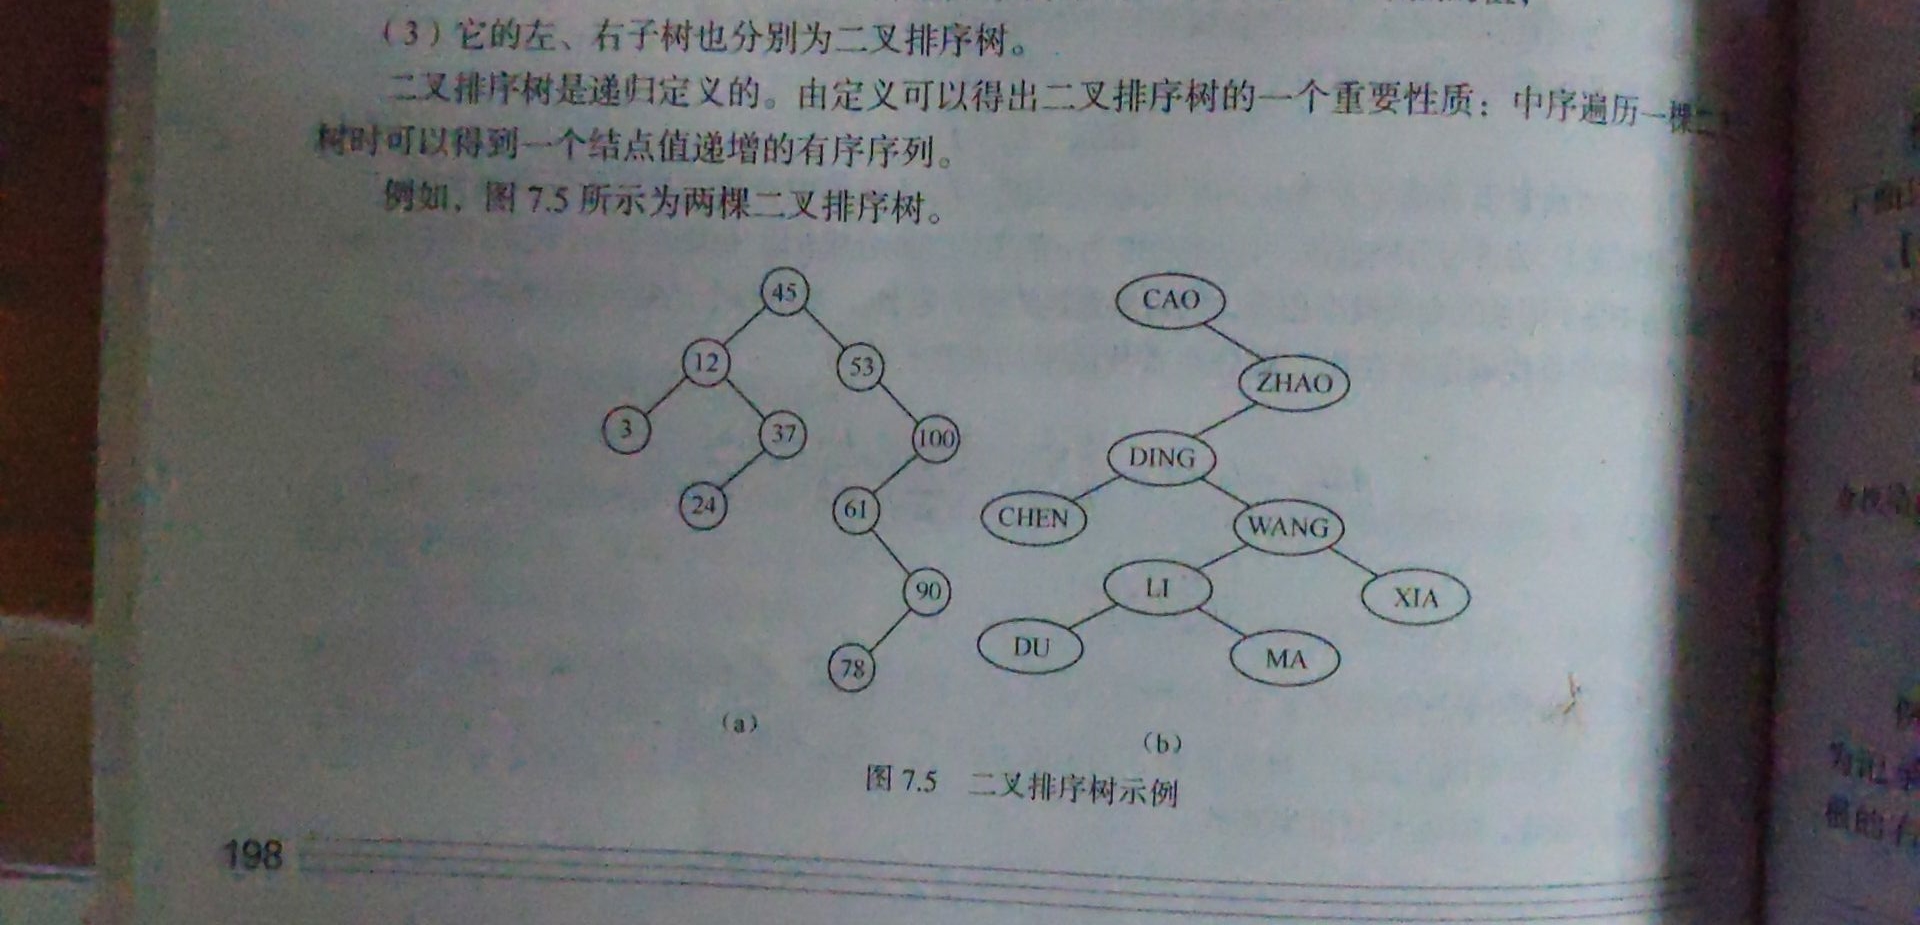 （3）它的左、右子树也分别为二叉排序树。
二叉排序树是递归定义的。由定义可以得出二叉排序树的一个重要性质：中序遍历一棵二
树时可以得到一个结点值递增的有序序列。
例如，图 7.5 所示为两棵二叉排序树。
45
12
53
3
37
100
24
61
90
78
（a）
CAO
ZHAO
DING
CHEN
WANG
LI
XIA
DU
MA
（b）
图 7.5 二叉排序树示例
198